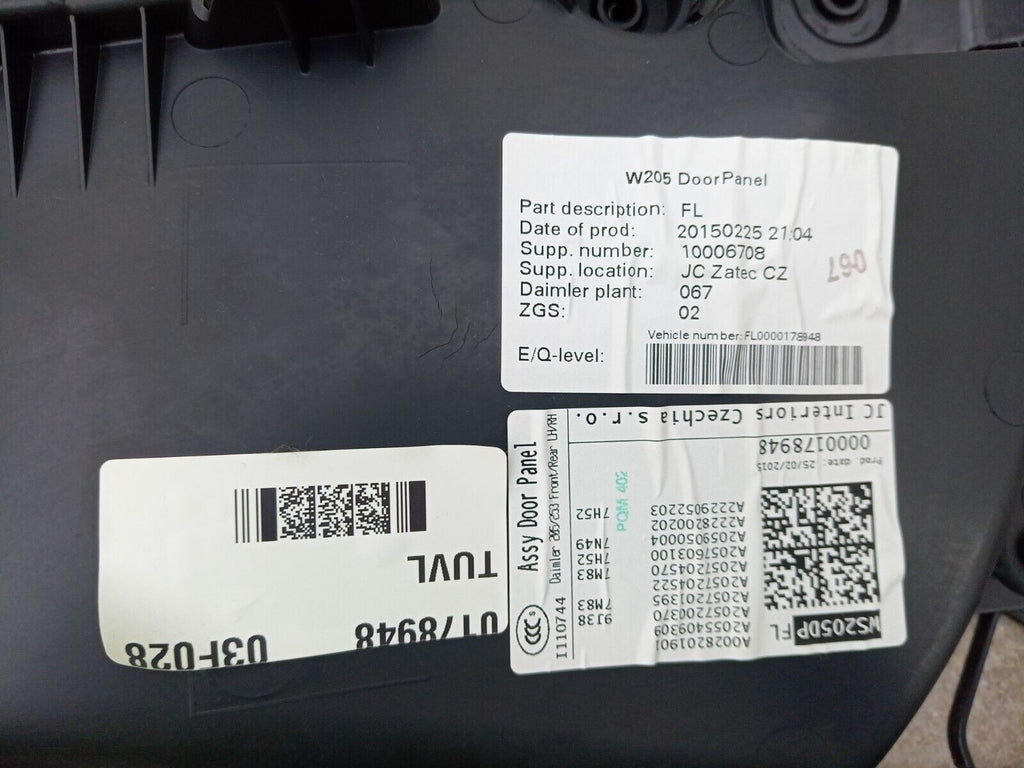 W205 DoorPanel
Part description: FL
Date of prod: 20150225 21:04
Supp. number: 10006708
Supp. location: JC Zatec CZ
Daimler plant: 067
ZGS: 02
067
Vehicle number: FL0000178948
E/Q-level:
JC Interiors Czechia s.r.o.
0000178948
Prod. date: 25/02/2015
Assy Door Panel
Daimler 205/253 Front/Rear LH/RH
I110744
CCC S
PQM 402
WS205DP FL
A0028201901
A2055409309 9J38
A2057200370 7M83
A2057201395
A2057204522 7M83
A2057204570 7H52
A2057603100 7N49
A2059050004
A2228200202 7H52
A2229052203
0178948 03F028
TUVL